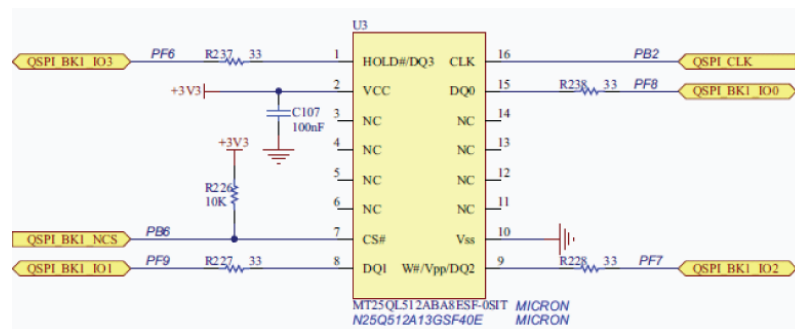 U3
QSPI_BK1_IO3 PF6 R237 33 1 HOLD#/DQ3 CLK 16 PB2 QSPI_CLK
+3V3 2 VCC DQ0 15 R238 33 PF8 QSPI_BK1_IO0
C107
100nF
3 NC NC 14
+3V3
4 NC NC 13
5 NC NC 12
R226
10K
6 NC NC 11
QSPI_BK1_NCS PB6 7 CS# Vss 10
QSPI_BK1_IO1 PF9 R227 33 8 DQ1 W#/Vpp/DQ2 9 R228 33 PF7 QSPI_BK1_IO2
MT25QL512ABA8ESF-0SIT MICRON
N25Q512A13GSF40E MICRON